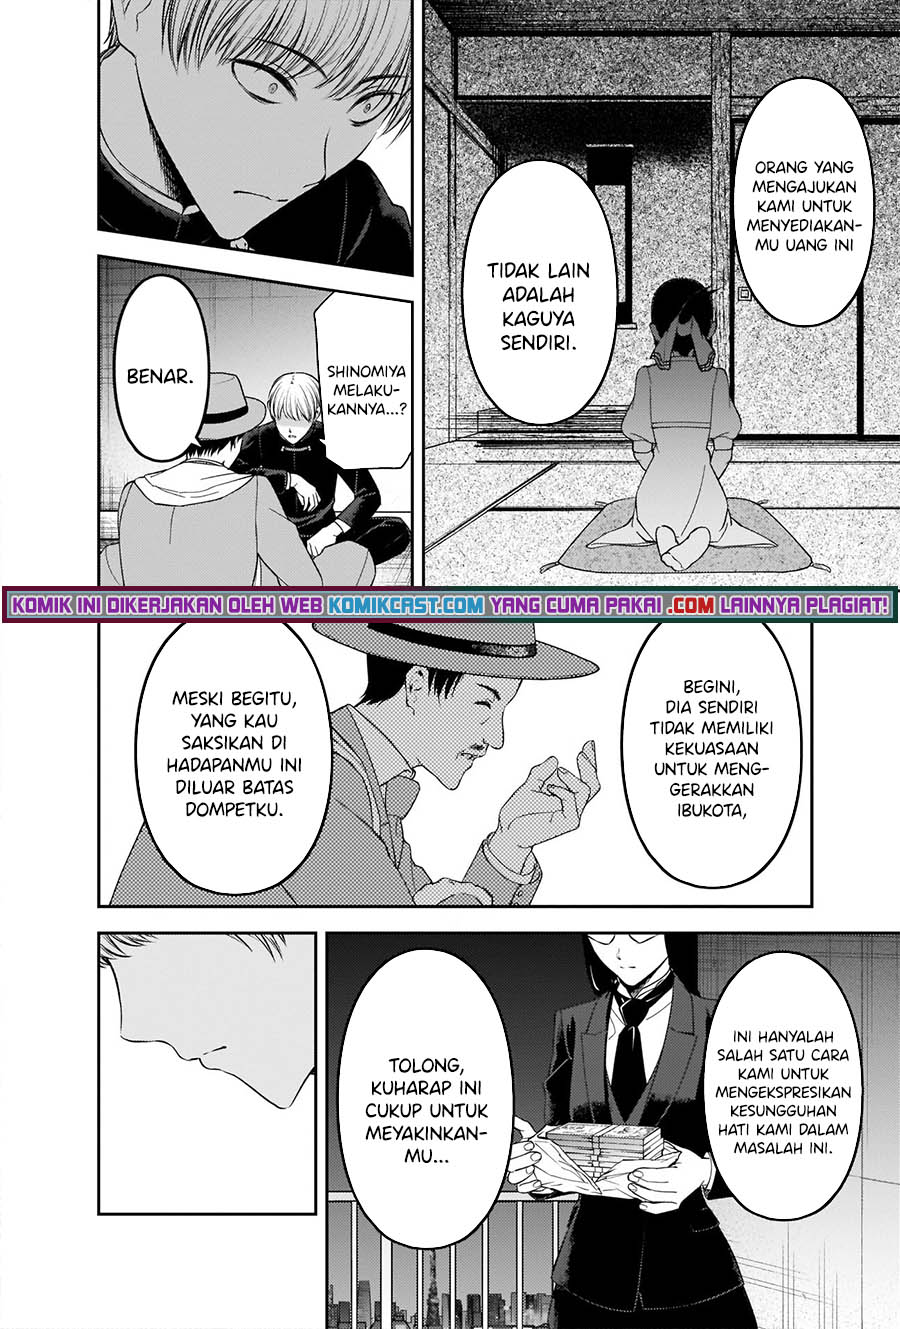 ORANG YANG
MENGAJUKAN
KAMI UNTUK
MENYEDIAKAN-
MU UANG INI
TIDAK LAIN
ADALAH
KAGUYA
SENDIRI.
SHINOMIYA
MELAKU-
KANNYA...?
BENAR.
KOMIK INI DIKERJAKAN OLEH WEB KOMIKCAST.COM YANG CUMA PAKAI .COM LAINNYA PLAGIAT!
BEGINI,
DIA SENDIRI
TIDAK MEMILIKI
KEKUASAAN
UNTUK MENG-
GERAKKAN
IBUKOTA,
MESKI BEGITU,
YANG KAU
SAKSIKAN DI
HADAPANMU INI
DILUAR BATAS
DOMPETKU.
INI HANYALAH
SALAH SATU CARA
KAMI UNTUK
MENGEKSPRESIKAN
KESUNGGUHAN
HATI KAMI DALAM
MASALAH INI.
TOLONG,
KUHARAP INI
CUKUP UNTUK
MEYAKINKAN-
MU...